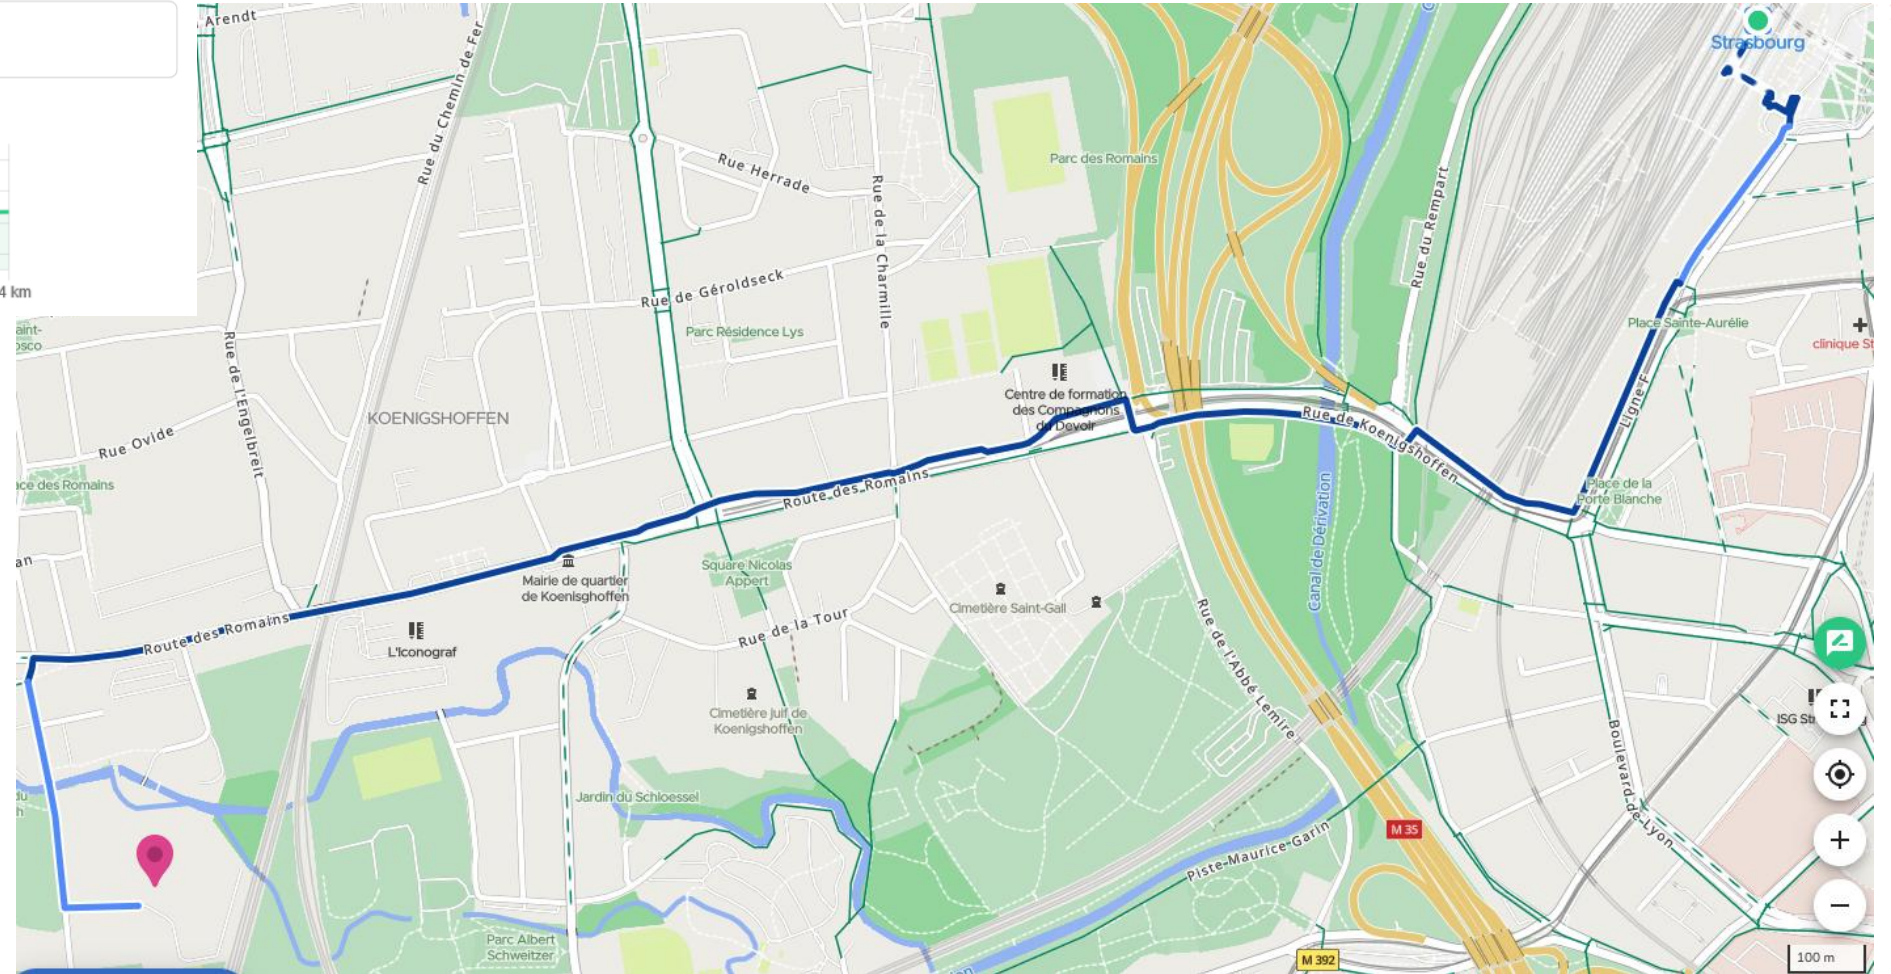 Arendt
4 km
Rue du Chemin de Fer
Strasbourg
Parc des Romains
Rue Herrade
Rue de la Charmille
Rue du Rempart
Rue de Géroldseck
Parc Résidence Lys
Place Sainte-Aurélie
clinique St
Rue de l'Engelbreit
KOENIGSHOFFEN
Centre de formation
des Compagnons
du Devoir
Rue de Koenigshoffen
Ligne F
Rue Ovide
ace des Romains
Route des Romains
Place de la
Porte Blanche
Canal de Dérivation
Mairie de quartier
de Koenisghoffen
Square Nicolas
Appert
Cimetière Saint-Gall
Rue de la Tour
Route des Romains
L'Iconograf
Rue de l'Abbé Lemire
Cimetière juif de
Koenigshoffen
ISG St
Boulevard de Lyon
Jardin du Schloessel
M 35
Piste Maurice Garin
Parc Albert
Schweitzer
M 392
100 m